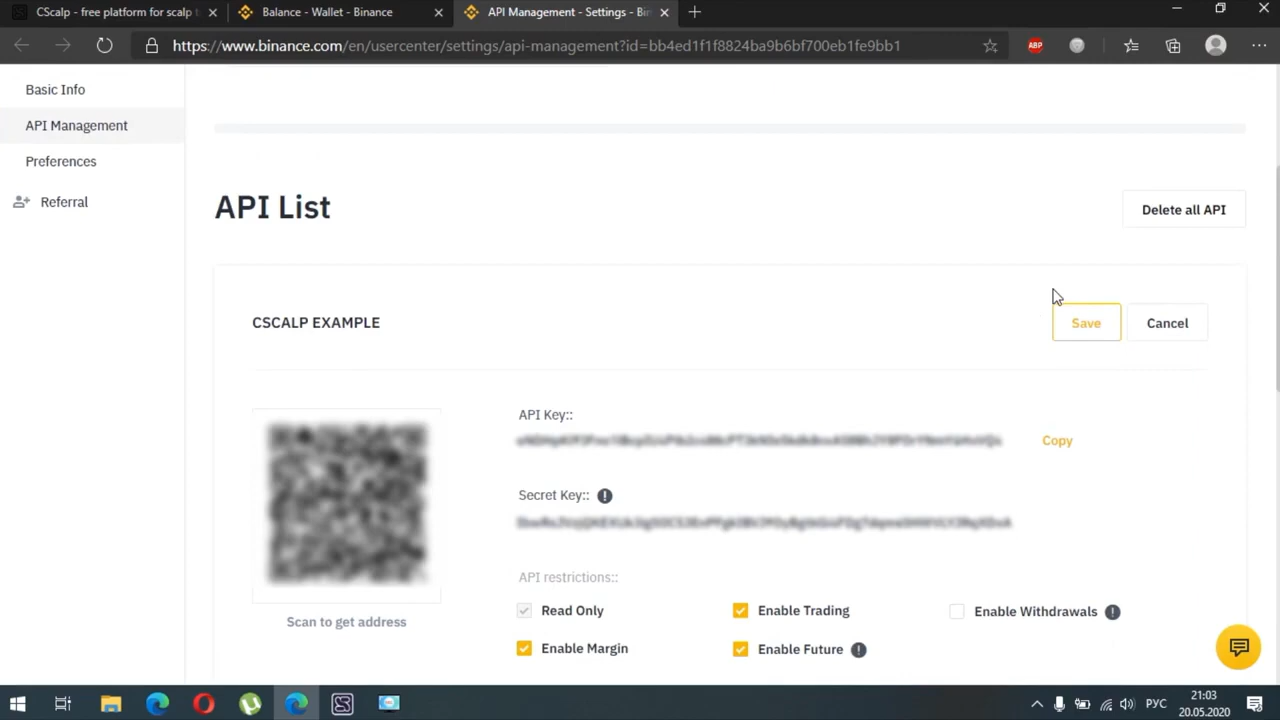 CScalp - free platform for scalp t
Balance - Wallet - Binance
API Management - Settings - Bin
https://www.binance.com/en/usercenter/settings/api-management?id=bb4ed1f1f8824ba9b6bf700eb1fe9bb1
ABP
Basic Info
API Management
Preferences
Referral
API List
Delete all API
CSCALP EXAMPLE
Save
Cancel
API Key::
Copy
Secret Key::
API restrictions::
Read Only
Enable Trading
Enable Withdrawals
Enable Margin
Enable Future
Scan to get address
РУС
21:03
20.05.2020